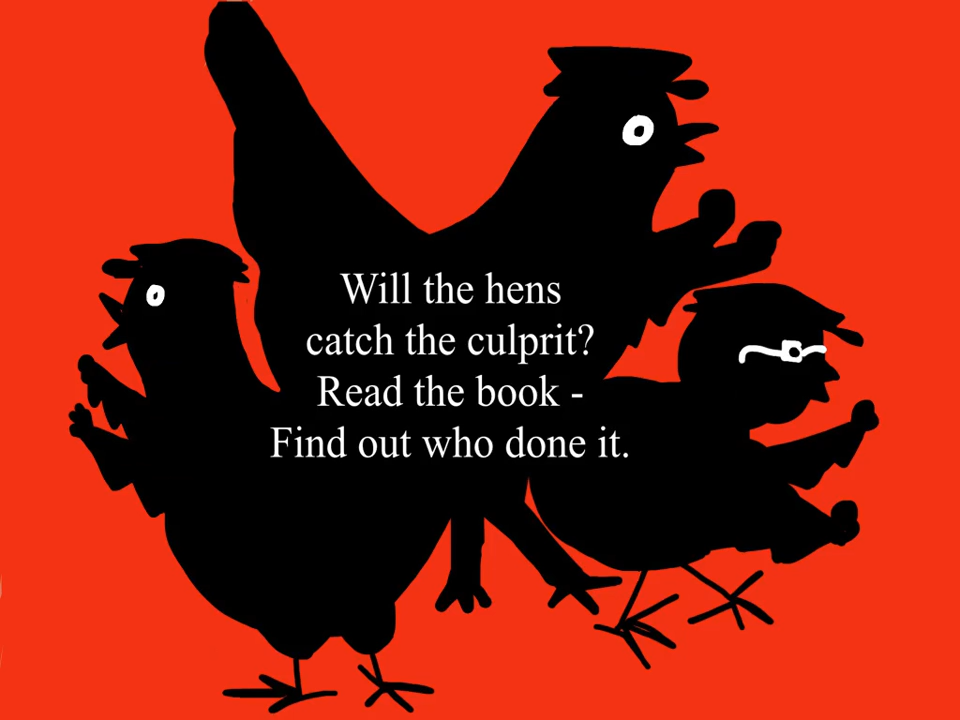 Will the hens
catch the culprit?
Read the book -
Find out who done it.